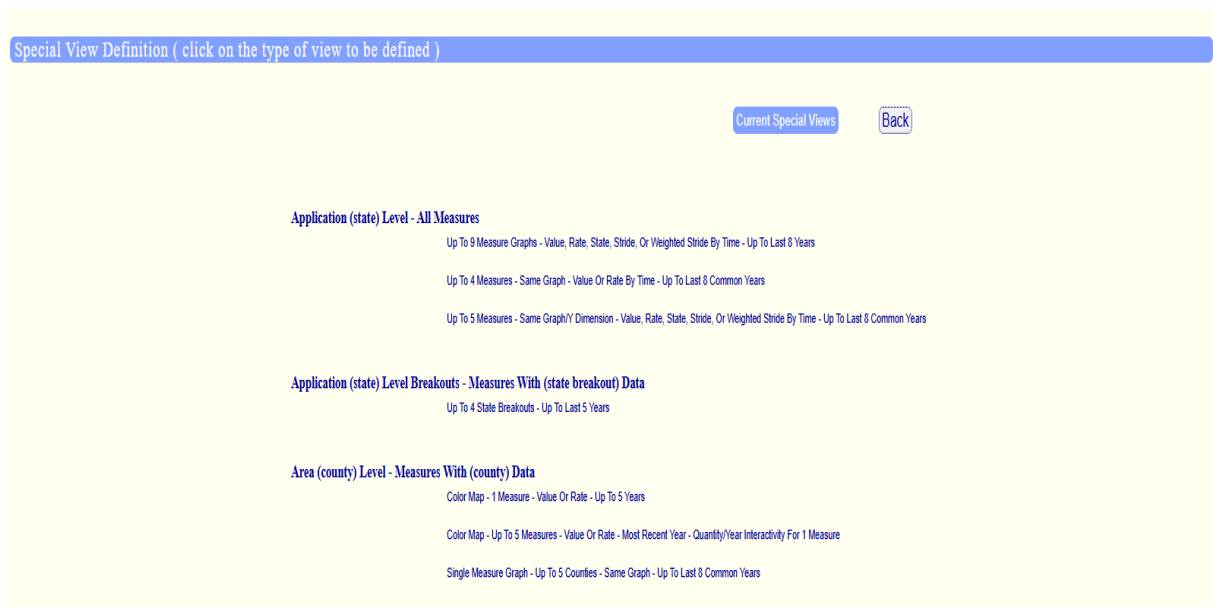 Special View Definition ( click on the type of view to be defined )
Current Special Views
Back
Application (state) Level - All Measures
Up To 9 Measure Graphs - Value, Rate, State, Stride, Or Weighted Stride By Time - Up To Last 8 Years
Up To 4 Measures - Same Graph - Value Or Rate By Time - Up To Last 8 Common Years
Up To 5 Measures - Same Graph/Y Dimension - Value, Rate, State, Stride, Or Weighted Stride By Time - Up To Last 8 Common Years
Application (state) Level Breakouts - Measures With (state breakout) Data
Up To 4 State Breakouts - Up To Last 5 Years
Area (county) Level - Measures With (county) Data
Color Map - 1 Measure - Value Or Rate - Up To 5 Years
Color Map - Up To 5 Measures - Value Or Rate - Most Recent Year - Quantity/Year Interactivity For 1 Measure
Single Measure Graph - Up To 5 Counties - Same Graph - Up To Last 8 Common Years